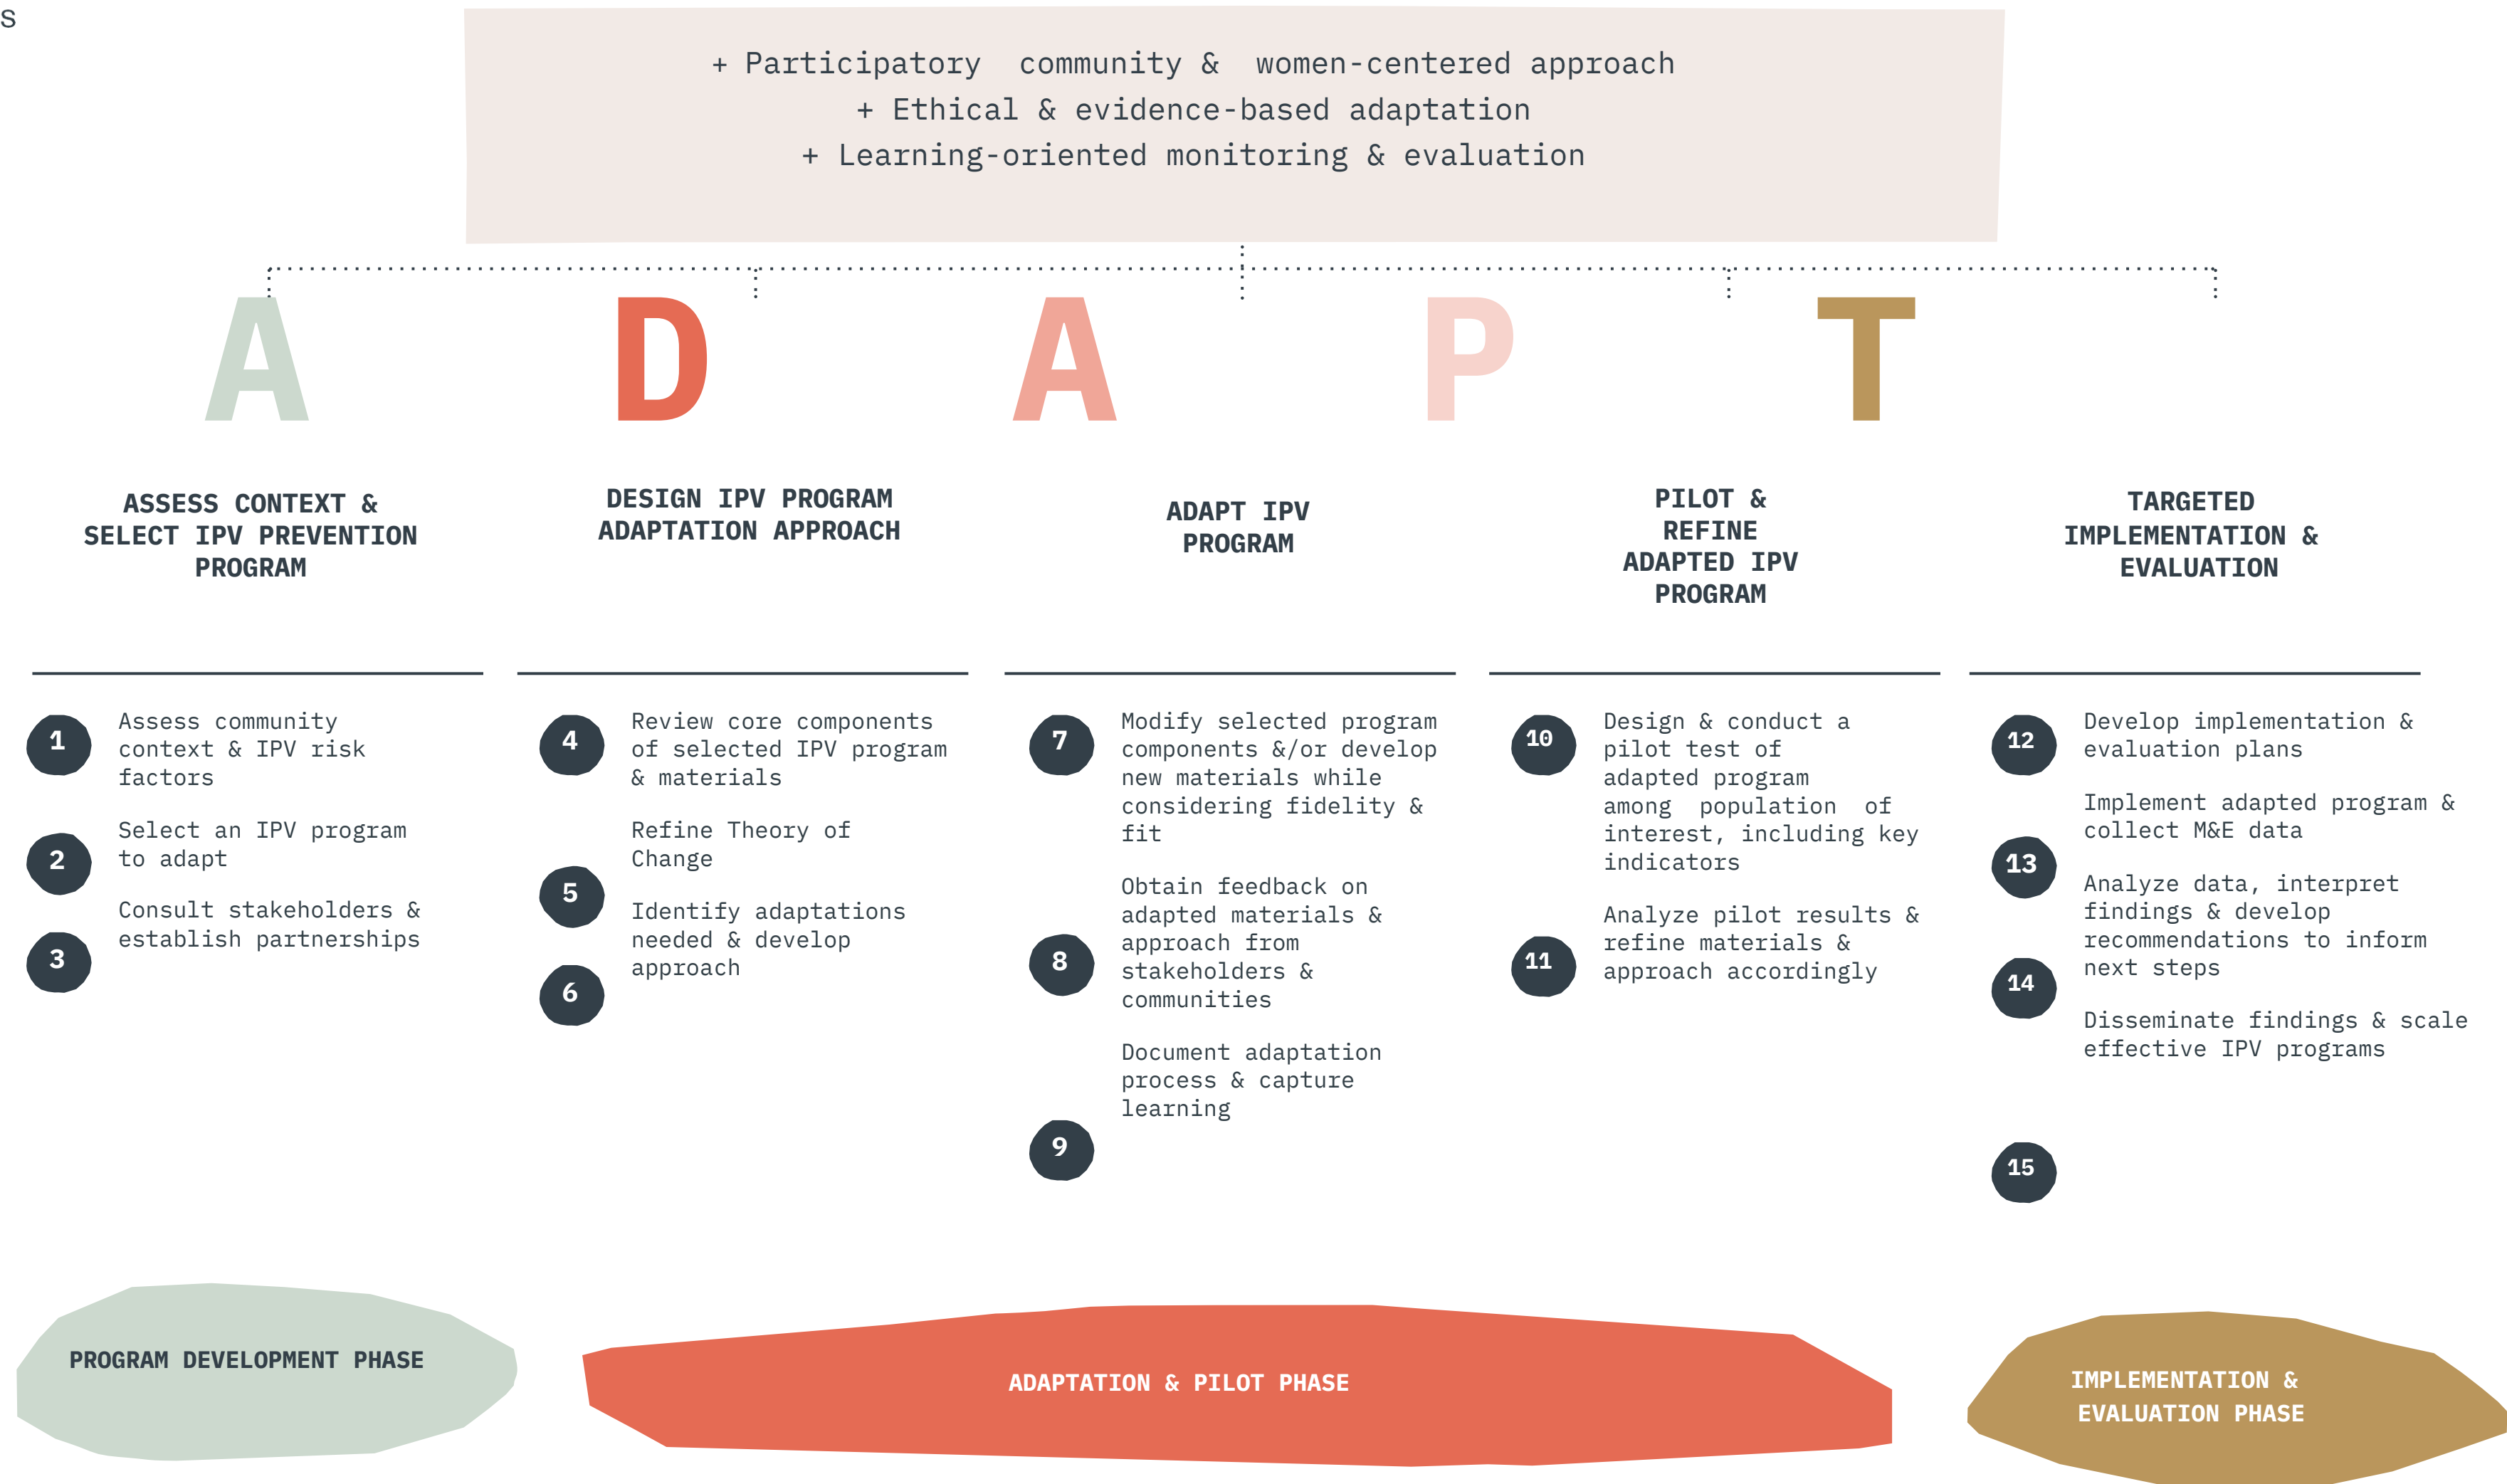 s
+ Participatory community & women-centered approach
+ Ethical & evidence-based adaptation
+ Learning-oriented monitoring & evaluation
A D A P T
ASSESS CONTEXT &
SELECT IPV PREVENTION
PROGRAM
1
Assess community
context & IPV risk
factors
2
Select an IPV program
to adapt
3
Consult stakeholders &
establish partnerships
DESIGN IPV PROGRAM
ADAPTATION APPROACH
4
Review core components
of selected IPV program
& materials
5
Refine Theory of
Change
6
Identify adaptations
needed & develop
approach
ADAPT IPV
PROGRAM
7
Modify selected program
components &/or develop
new materials while
considering fidelity &
fit
8
Obtain feedback on
adapted materials &
approach from
stakeholders &
communities
9
Document adaptation
process & capture
learning
PILOT &
REFINE
ADAPTED IPV
PROGRAM
10
Design & conduct a
pilot test of
adapted program
among population of
interest, including key
indicators
11
Analyze pilot results &
refine materials &
approach accordingly
TARGETED
IMPLEMENTATION &
EVALUATION
12
Develop implementation &
evaluation plans
13
Implement adapted program &
collect M&E data
14
Analyze data, interpret
findings & develop
recommendations to inform
next steps
15
Disseminate findings & scale
effective IPV programs
PROGRAM DEVELOPMENT PHASE
ADAPTATION & PILOT PHASE
IMPLEMENTATION &
EVALUATION PHASE